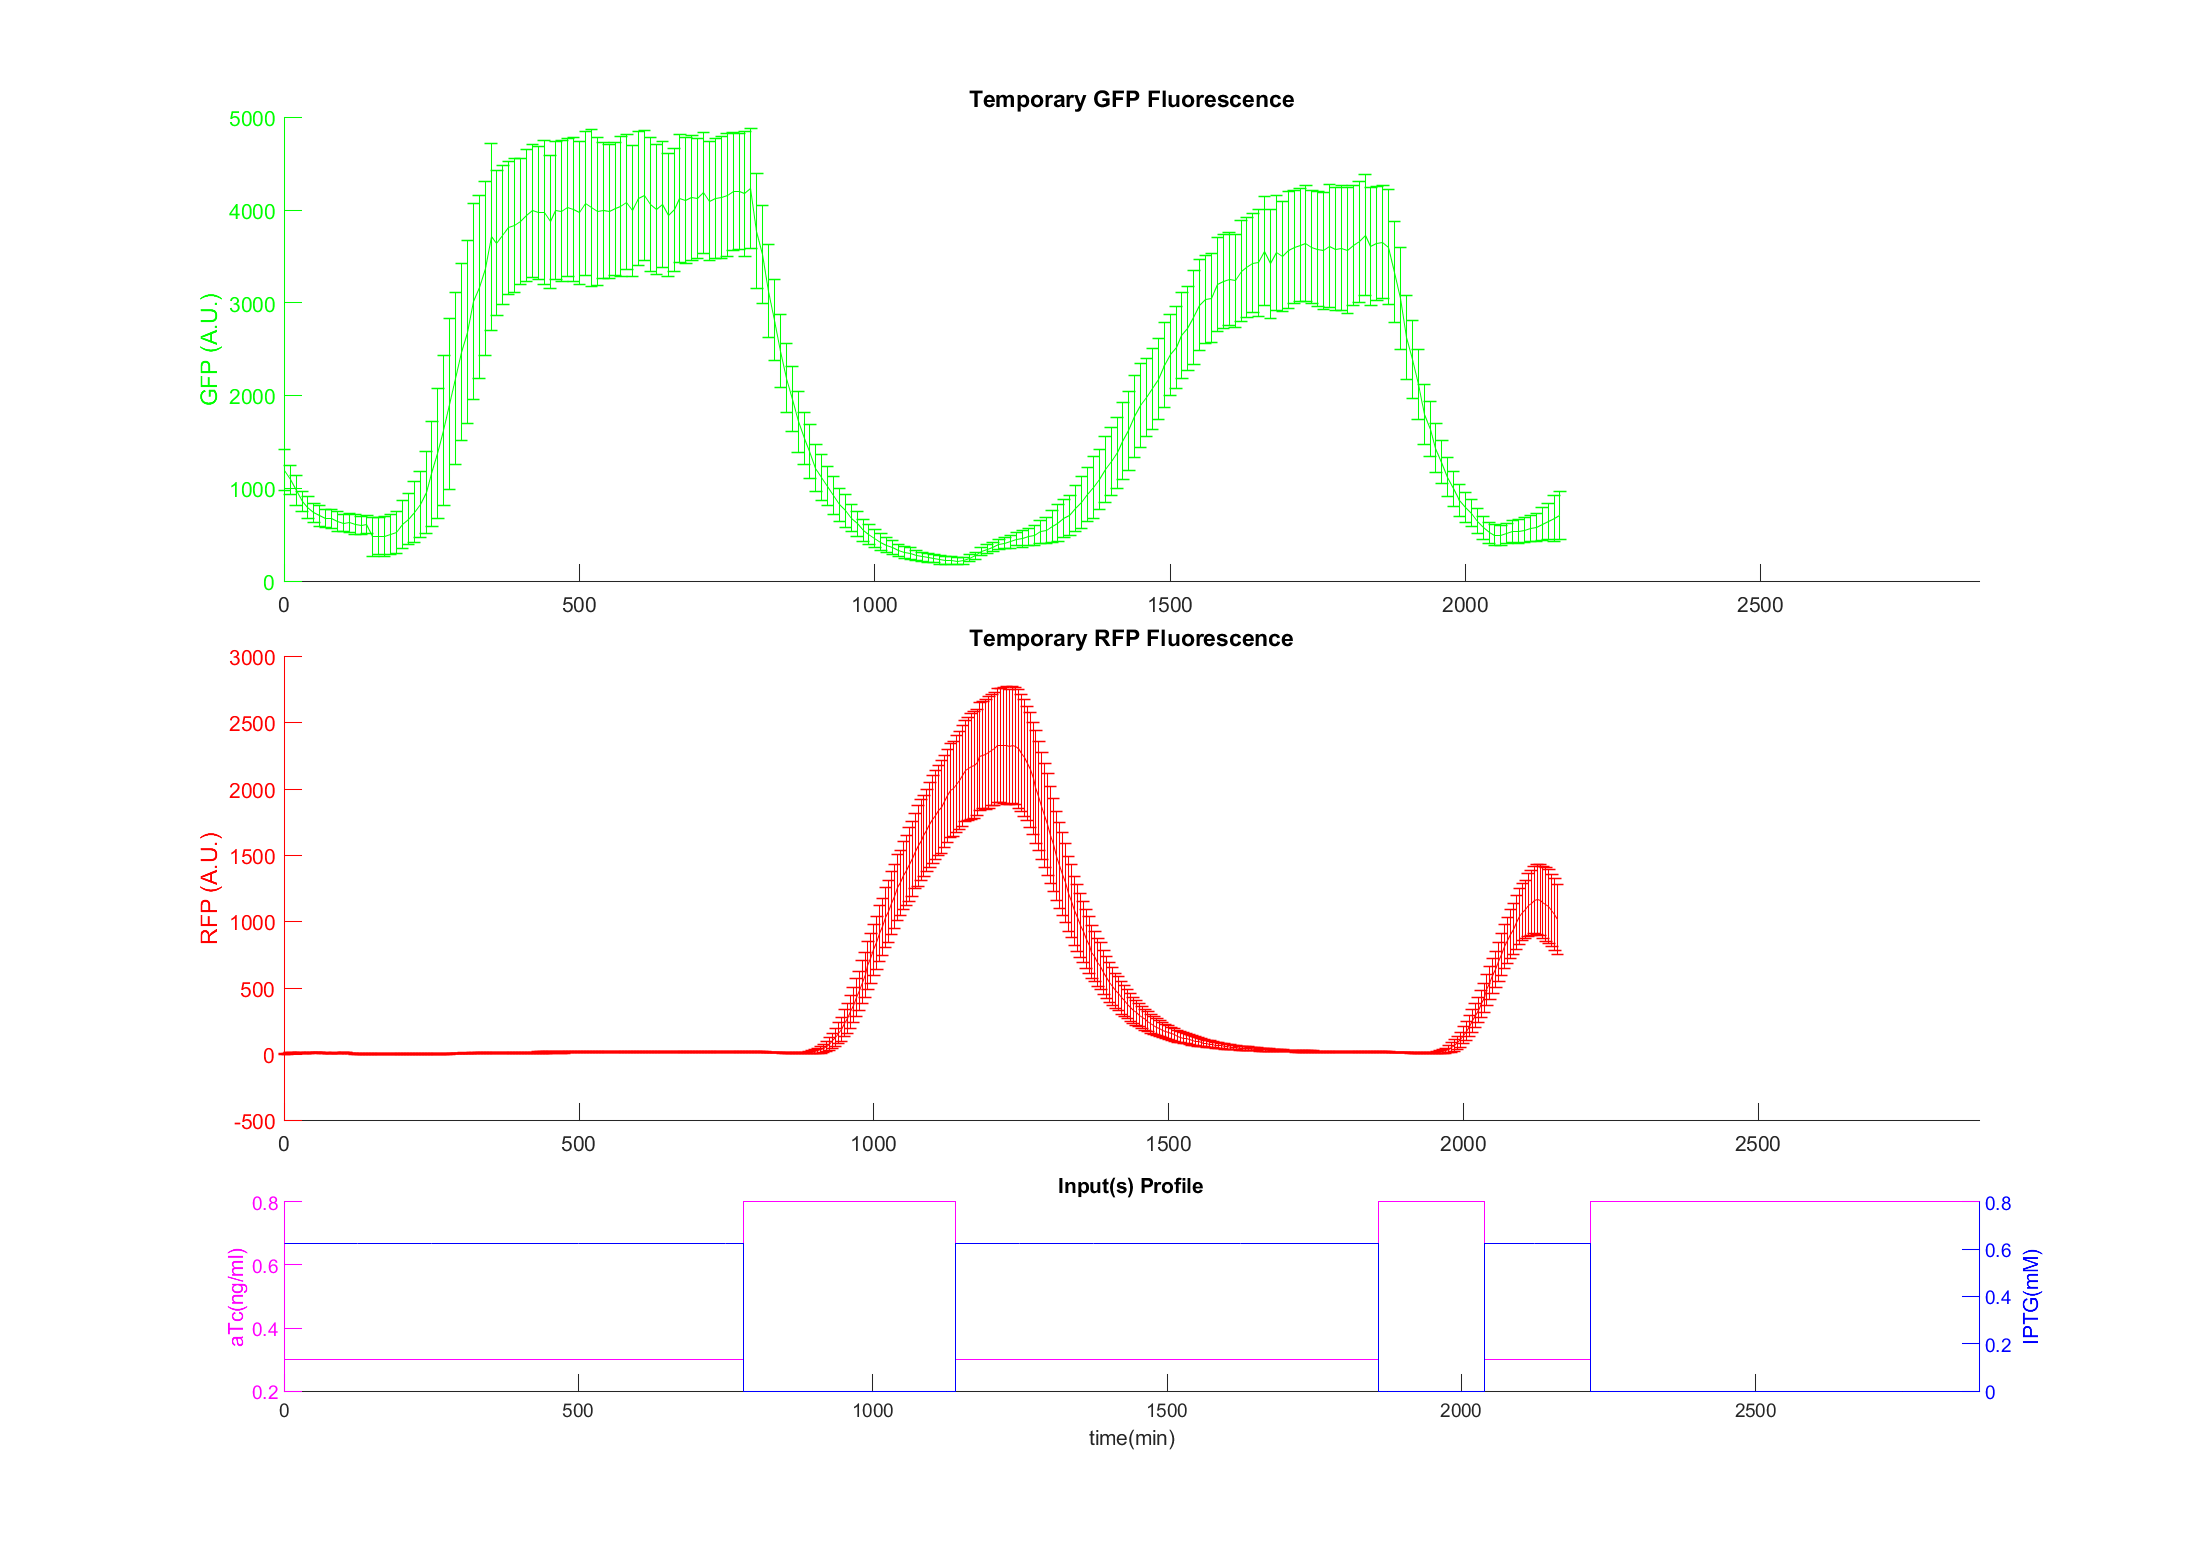 Temporary GFP Fluorescence
5000
4000
3000
2000
1000
0
GFP (A.U.)
0 500 1000 1500 2000 2500
Temporary RFP Fluorescence
3000
2500
2000
1500
1000
500
0
-500
RFP (A.U.)
0 500 1000 1500 2000 2500
Input(s) Profile
0.8
0.6
0.4
0.2
aTc(ng/ml)
0.8
0.6
0.4
0.2
0
IPTG(mM)
0 500 1000 1500 2000 2500
time(min)